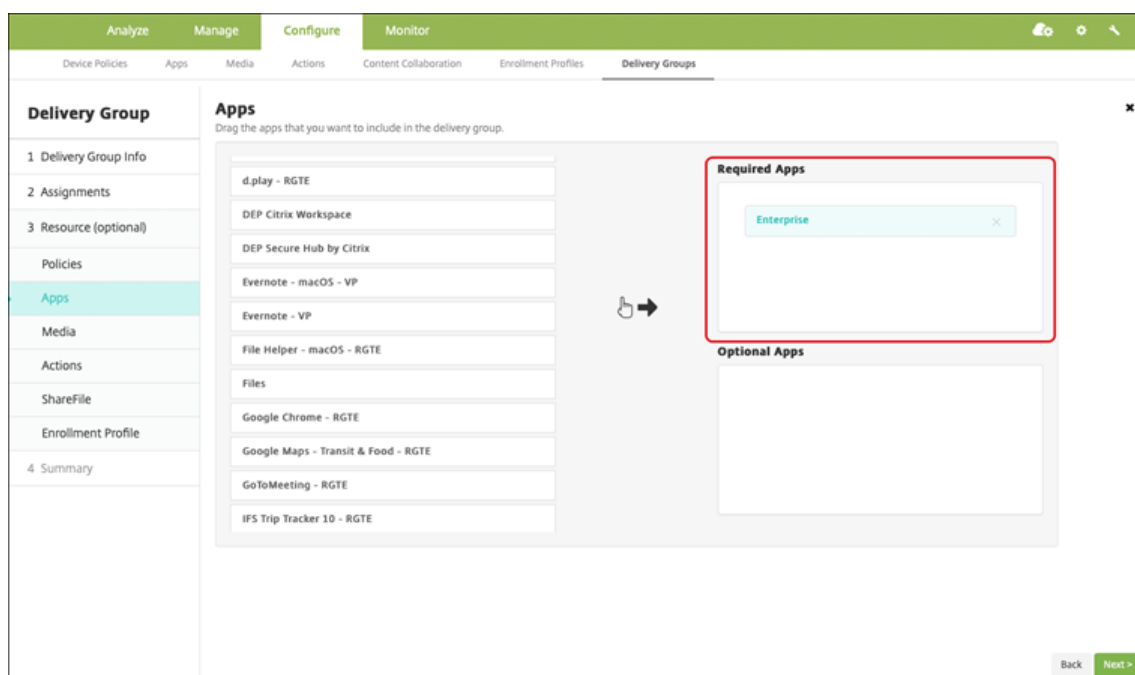 Analyze Manage Configure Monitor
Device Policies Apps Media Actions Content Collaboration Enrollment Profiles Delivery Groups
Delivery Group
1 Delivery Group Info
2 Assignments
3 Resource (optional)
Policies
Apps
Media
Actions
ShareFile
Enrollment Profile
4 Summary
Apps
Drag the apps that you want to include in the delivery group.
d.play - RGTE
DEP Citrix Workspace
DEP Secure Hub by Citrix
Evernote - macOS - VP
Evernote - VP
File Helper - macOS - RGTE
Files
Google Chrome - RGTE
Google Maps - Transit & Food - RGTE
GoToMeeting - RGTE
IFS Trip Tracker 10 - RGTE
Required Apps
Enterprise
Optional Apps
Back Next >